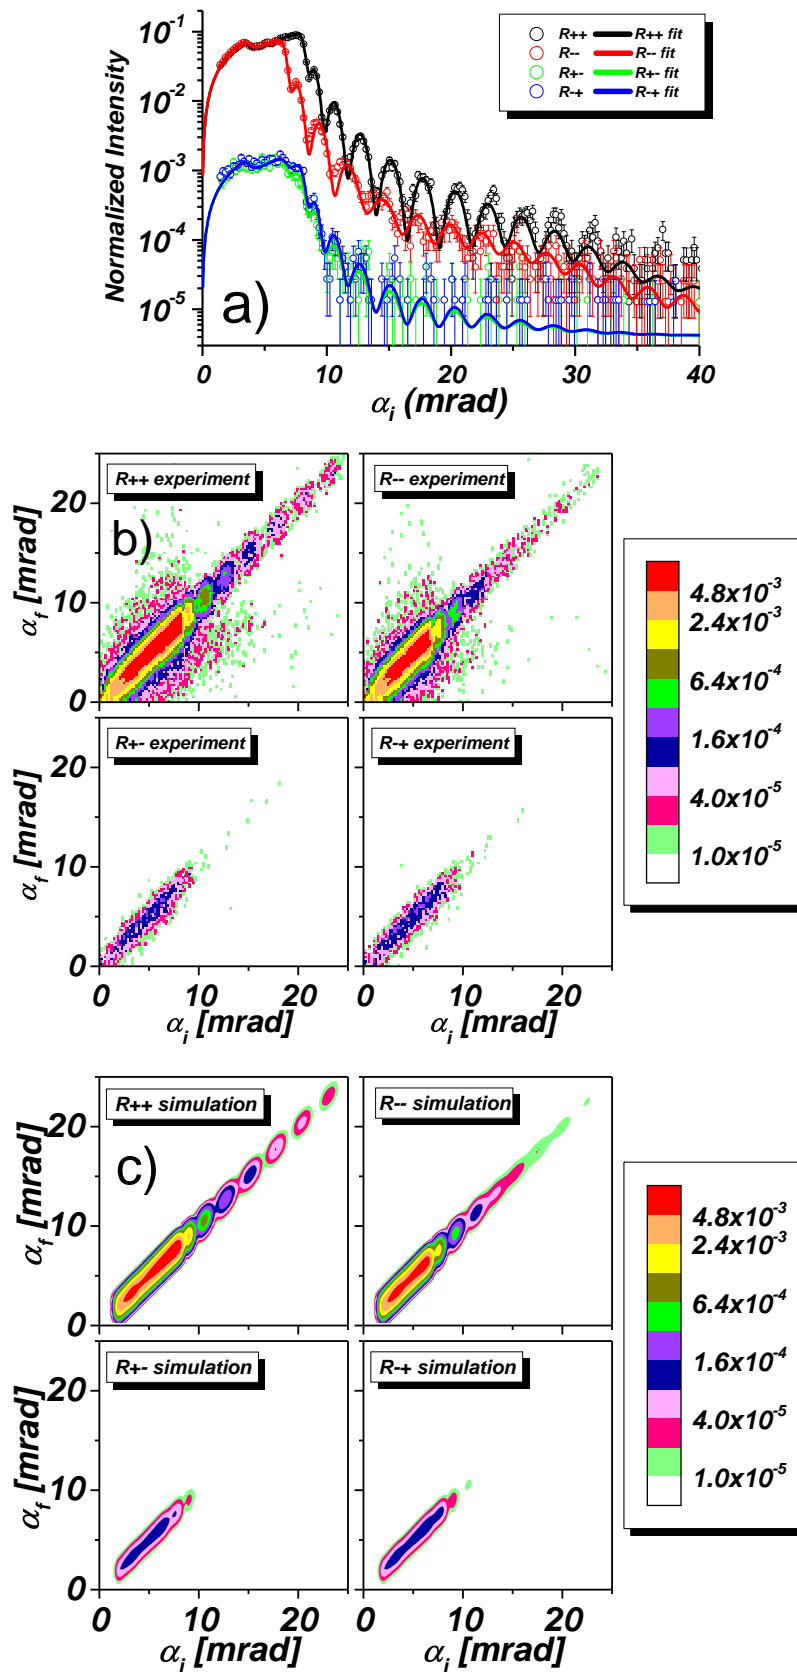 Normalized Intensity
10⁻¹
10⁻²
10⁻³
10⁻⁴
10⁻⁵
R++ R++ fit
R-- R-- fit
R+- R+- fit
R-+ R-+ fit
a)
0 10 20 30 40
αi (mrad)
b)
R++ experiment
R-- experiment
αf [mrad]
20
10
0
R+- experiment
R-+ experiment
αf [mrad]
20
10
0
0 10 20
0 10 20
αi [mrad]
αi [mrad]
4.8x10⁻³
2.4x10⁻³
6.4x10⁻⁴
1.6x10⁻⁴
4.0x10⁻⁵
1.0x10⁻⁵
c)
R++ simulation
R-- simulation
αf [mrad]
20
10
0
R+- simulation
R-+ simulation
αf [mrad]
20
10
0
0 10 20
0 10 20
αi [mrad]
αi [mrad]
4.8x10⁻³
2.4x10⁻³
6.4x10⁻⁴
1.6x10⁻⁴
4.0x10⁻⁵
1.0x10⁻⁵